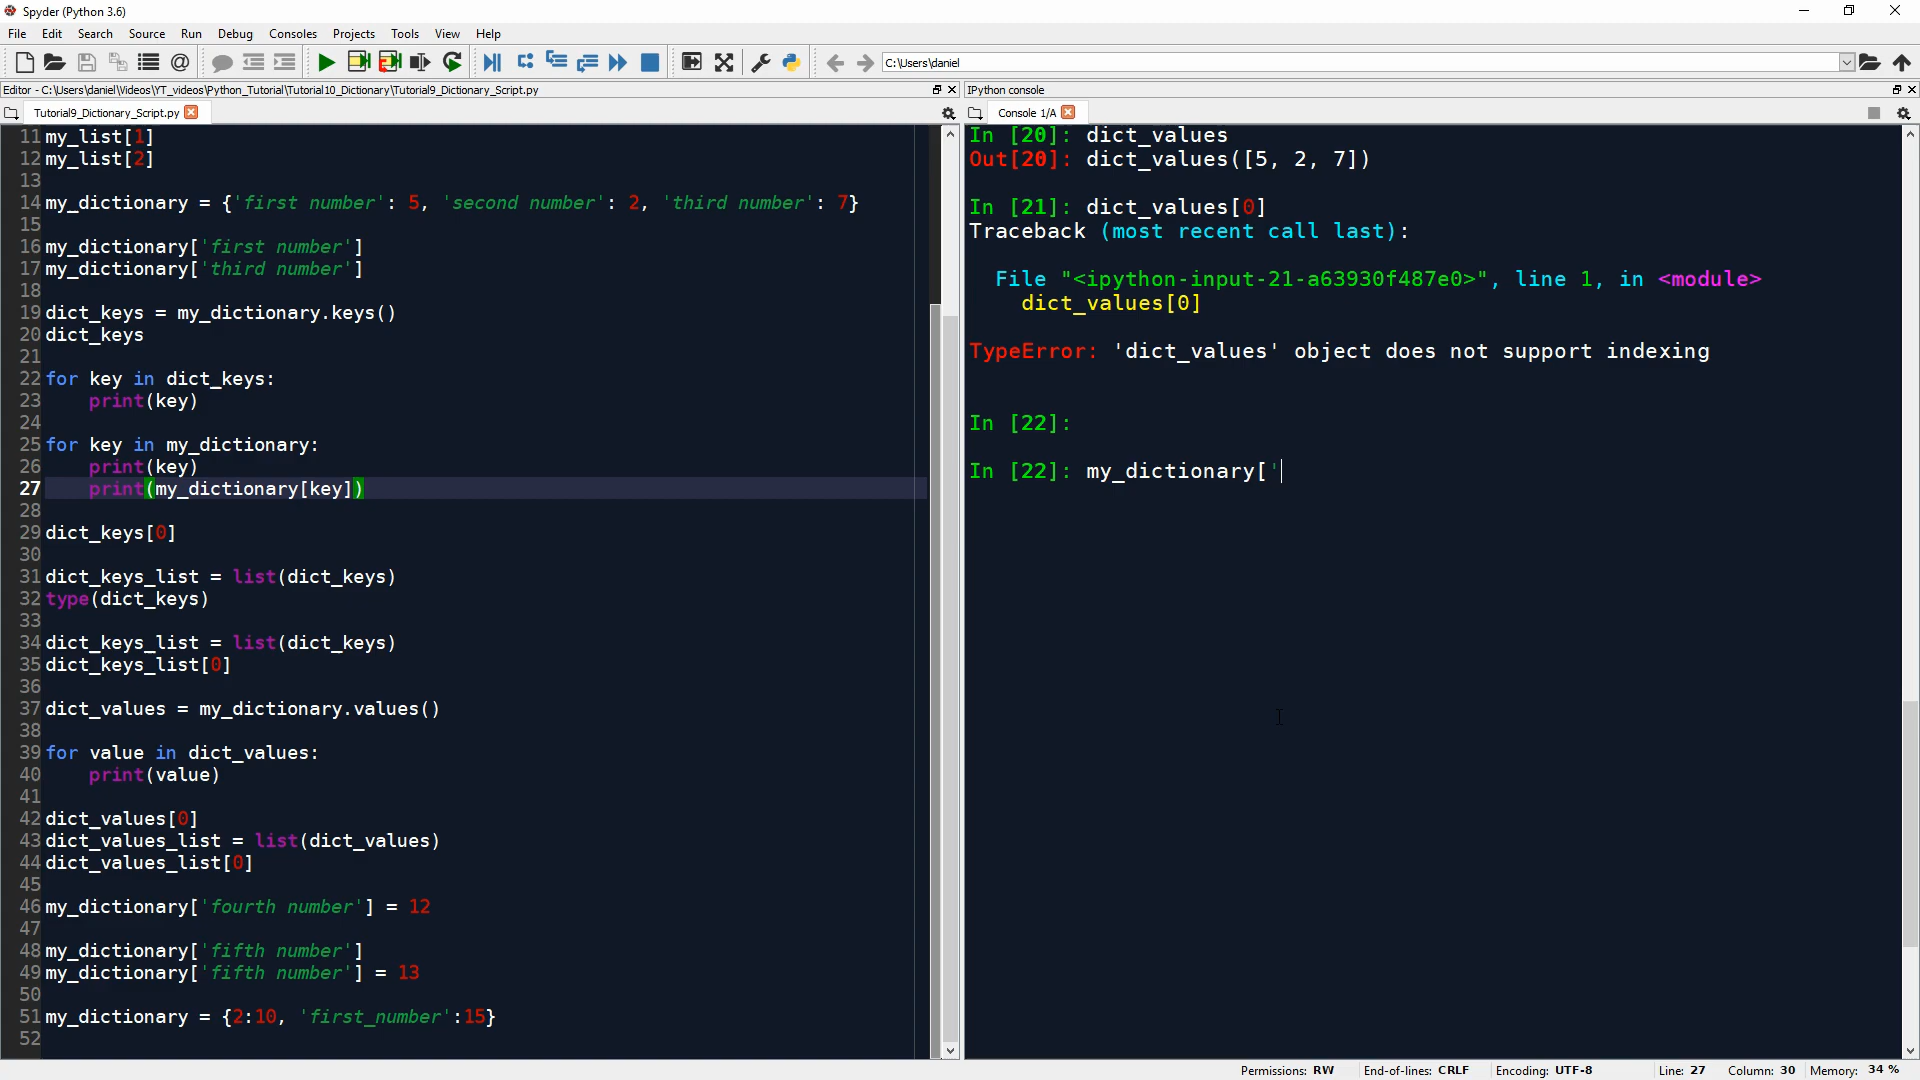 Spyder (Python 3.6)
File Edit Search Source Run Debug Consoles Projects Tools View Help
C:\Users\daniel
Editor - C:\Users\daniel\Videos\YT_videos\Python_Tutorial\Tutorial10_Dictionary\Tutorial9_Dictionary_Script.py
Tutorial9_Dictionary_Script.py
11 my_list[1]
12 my_list[2]
13
14 my_dictionary = {'first number': 5, 'second number': 2, 'third number': 7}
15
16 my_dictionary['first number']
17 my_dictionary['third number']
18
19 dict_keys = my_dictionary.keys()
20 dict_keys
21
22 for key in dict_keys:
23     print(key)
24
25 for key in my_dictionary:
26     print(key)
27     print(my_dictionary[key])
28
29 dict_keys[0]
30
31 dict_keys_list = list(dict_keys)
32 type(dict_keys)
33
34 dict_keys_list = list(dict_keys)
35 dict_keys_list[0]
36
37 dict_values = my_dictionary.values()
38
39 for value in dict_values:
40     print(value)
41
42 dict_values[0]
43 dict_values_list = list(dict_values)
44 dict_values_list[0]
45
46 my_dictionary['fourth number'] = 12
47
48 my_dictionary['fifth number']
49 my_dictionary['fifth number'] = 13
50
51 my_dictionary = {2:10, 'first_number':15}
52
IPython console
Console 1/A
In [20]: dict_values
Out[20]: dict_values([5, 2, 7])
In [21]: dict_values[0]
Traceback (most recent call last):
  File "<ipython-input-21-a63930f487e0>", line 1, in <module>
    dict_values[0]
TypeError: 'dict_values' object does not support indexing
In [22]:
In [22]: my_dictionary['
Permissions: RW End-of-lines: CRLF Encoding: UTF-8 Line: 27 Column: 30 Memory: 34 %